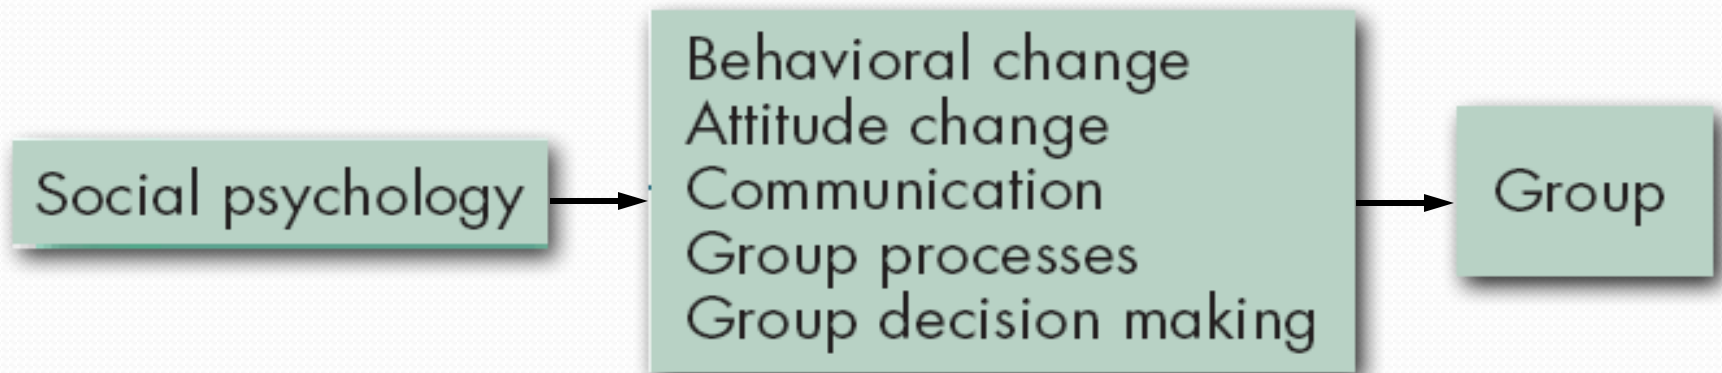 Social psychology
Behavioral change
Attitude change
Communication
Group processes
Group decision making
Group